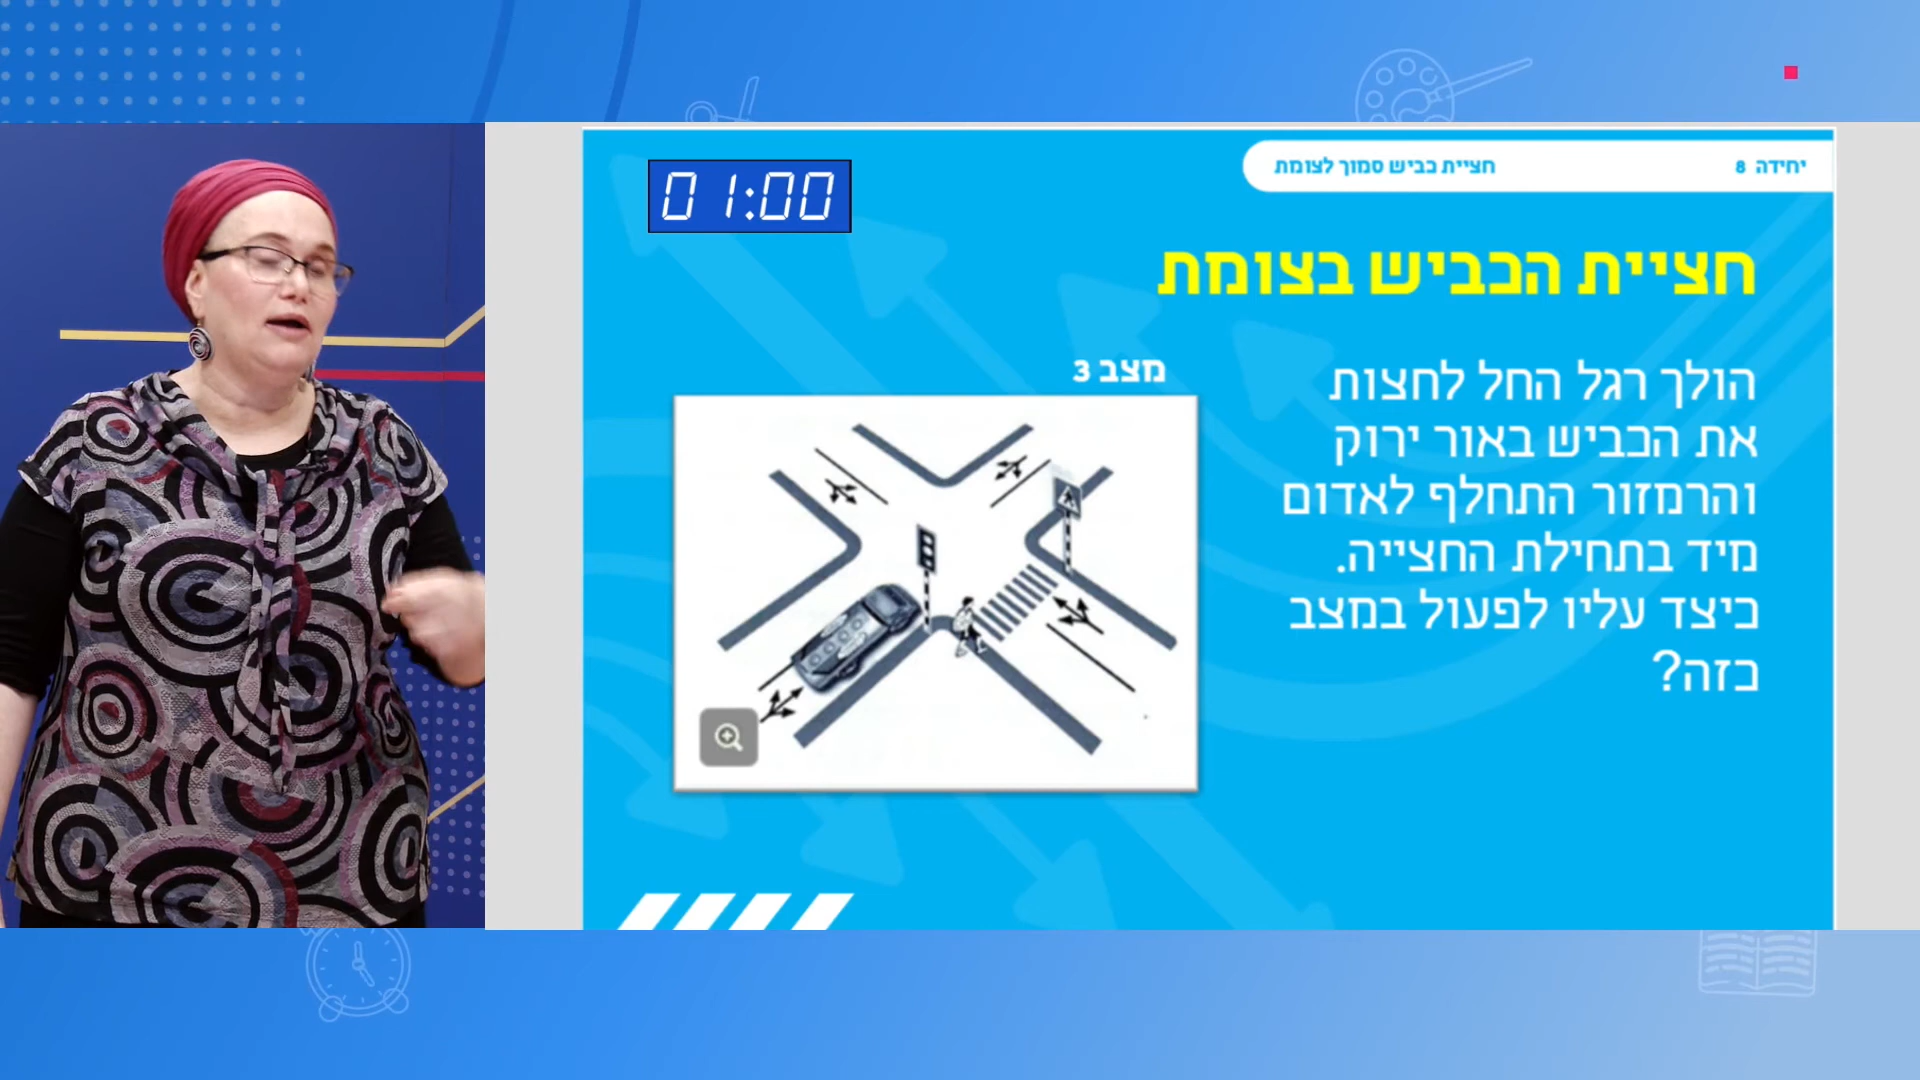 יחידה 8
חציית כביש סמוך לצומת
01:00
חציית הכביש בצומת
הולך רגל החל לחצות
את הכביש באור ירוק
והרמזור התחלף לאדום
מיד בתחילת החצייה.
כיצד עליו לפעול במצב
כזה?
מצב 3